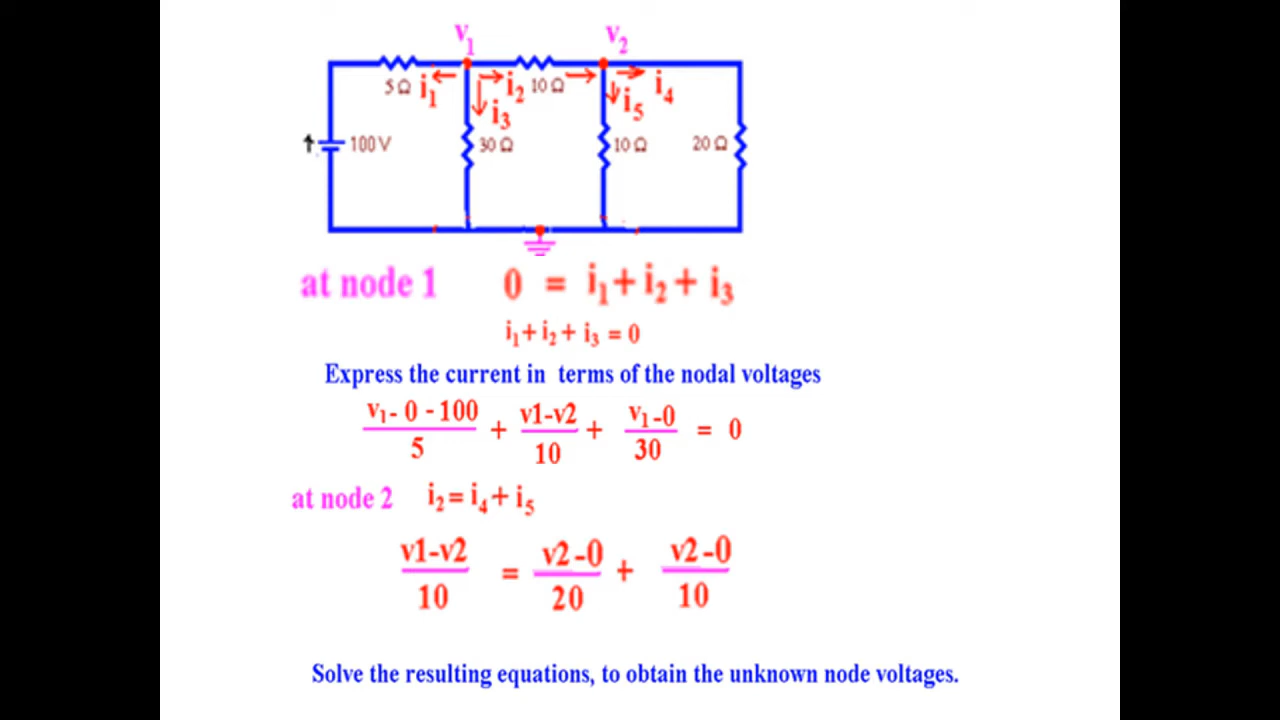 v1 v2
5Ω i1 i2 10Ω i4
i3 i5
100V 30Ω 10Ω 20Ω
at node 1 0 = i1+i2+ i3
i1+i2+ i3 = 0
Express the current in terms of the nodal voltages
v1- 0 -100 v1-v2 v1-0
+ + = 0
5 10 30
at node 2 i2=i4+i5
v1-v2 v2-0 v2-0
= +
10 20 10
Solve the resulting equations, to obtain the unknown node voltages.